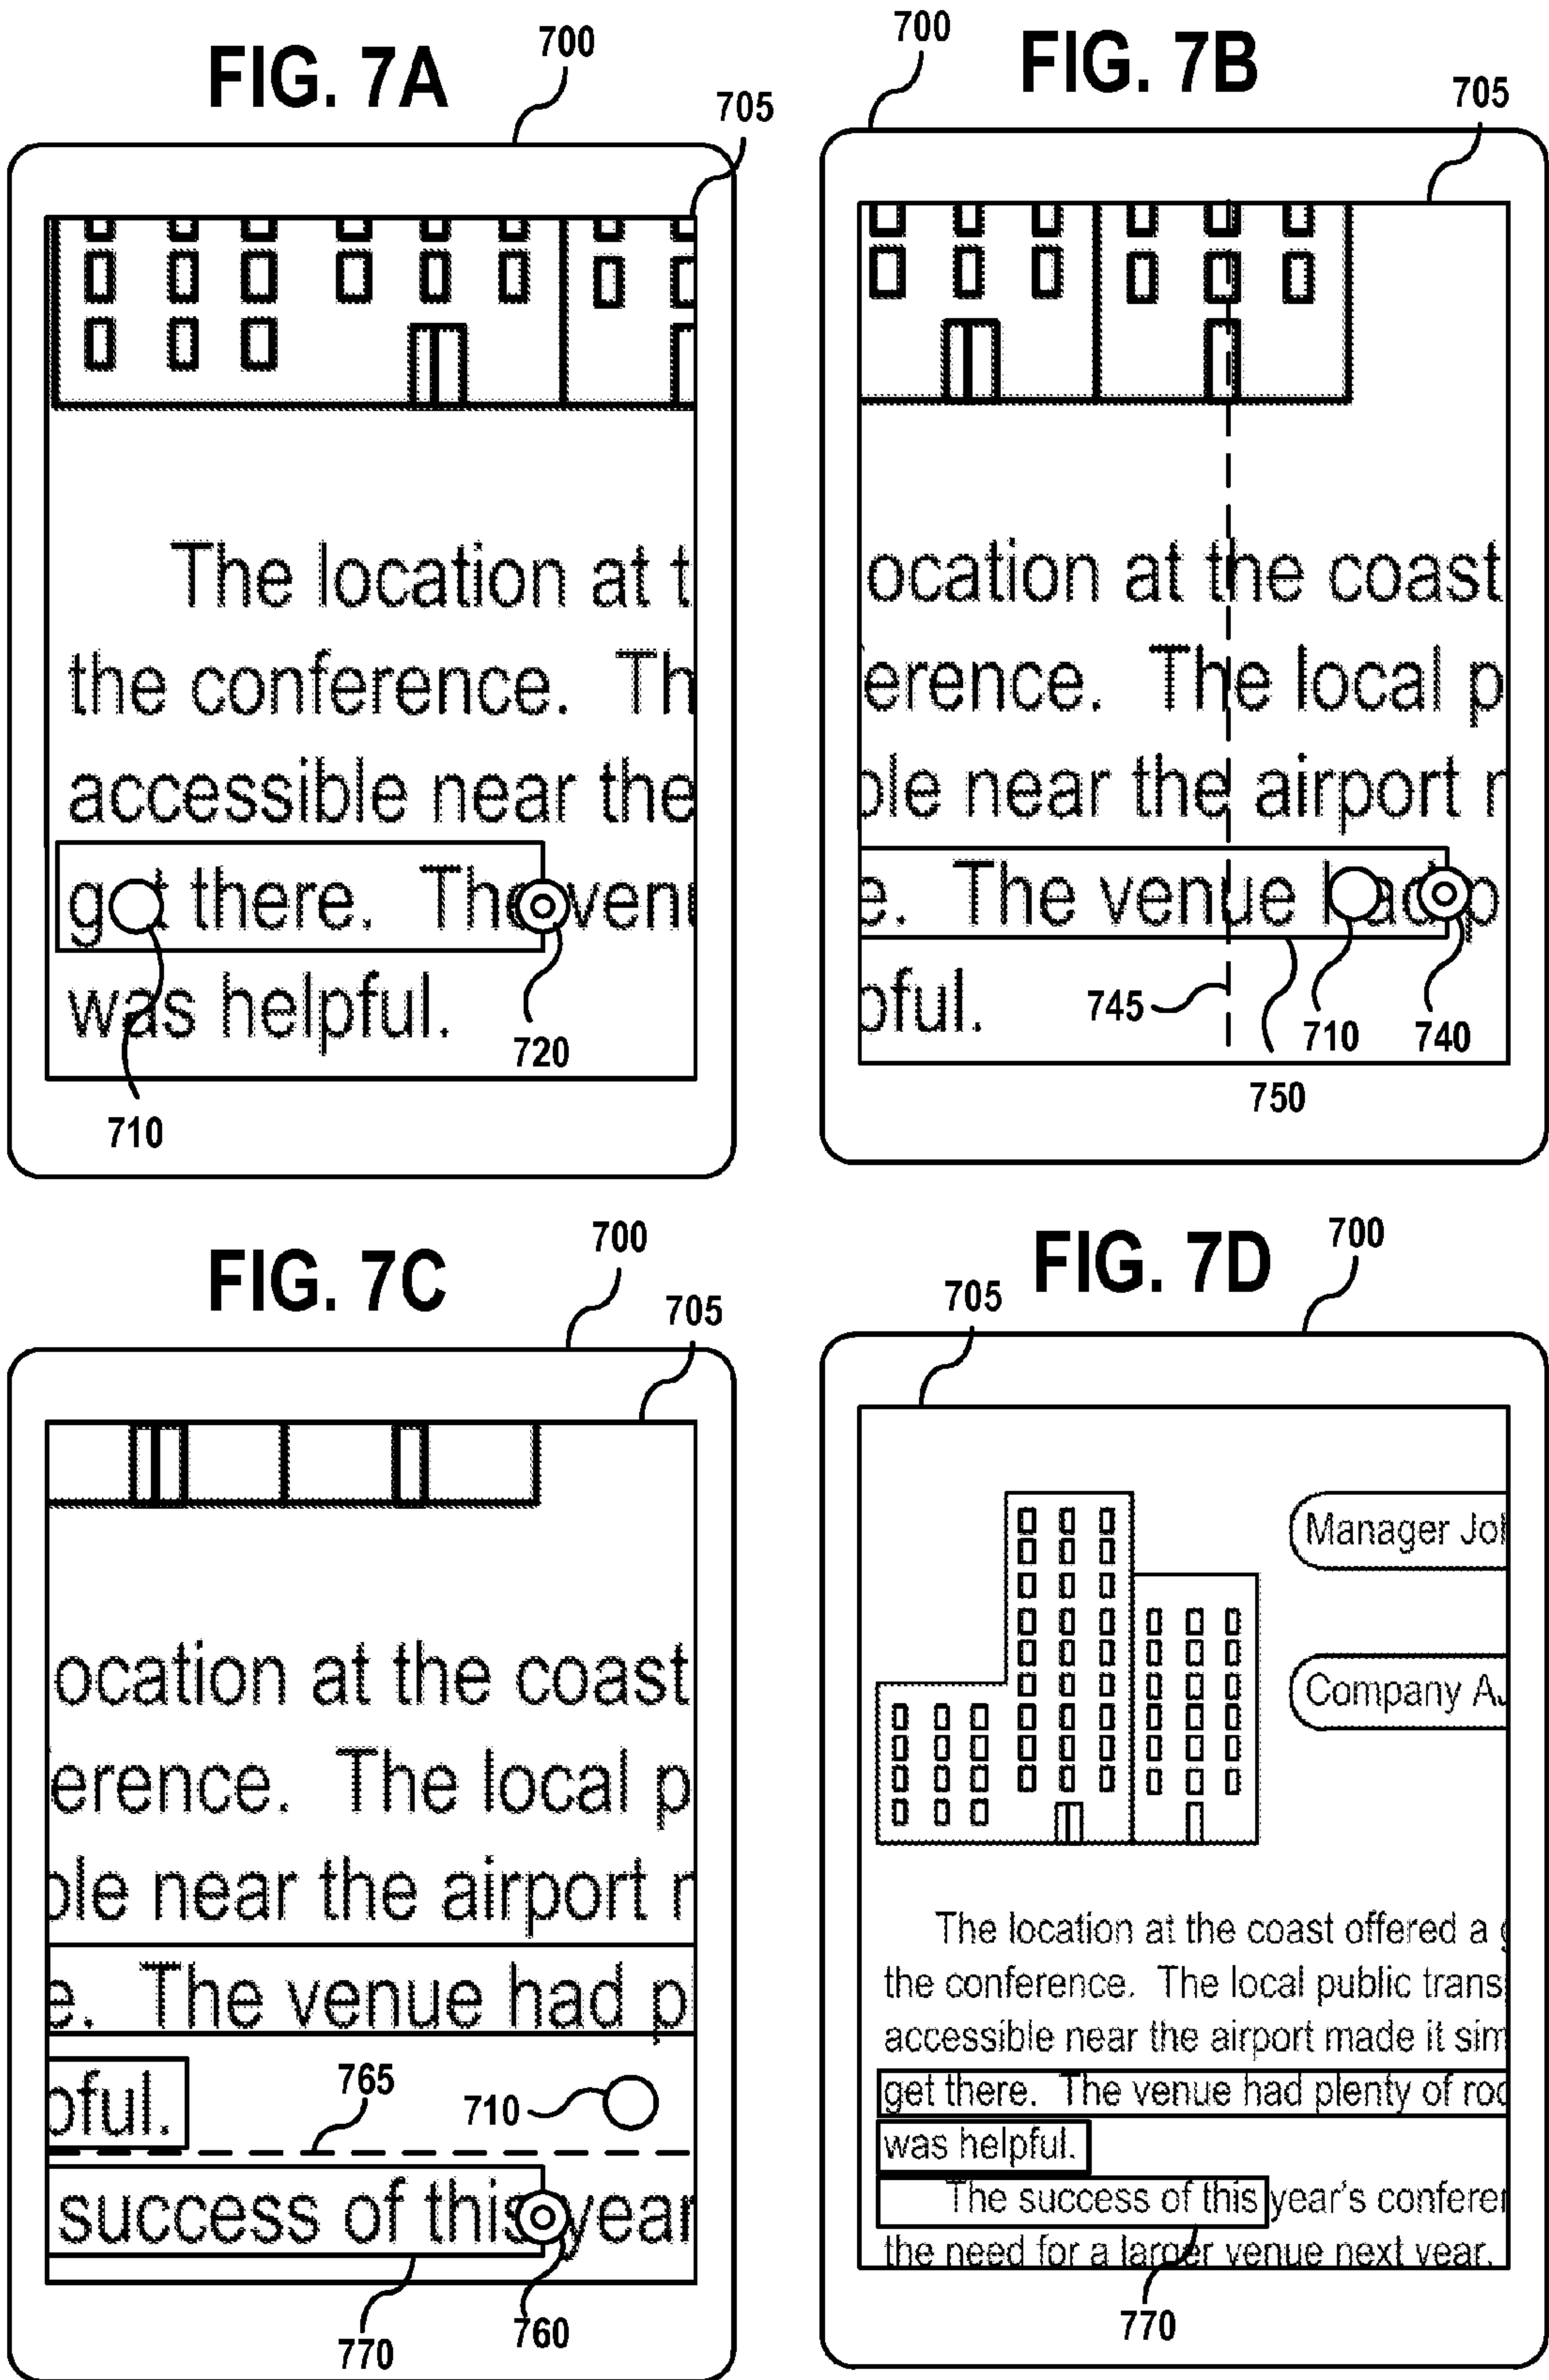 FIG. 7A
700
705
The location at t
the conference. Th
accessible near the
get there. The venu
was helpful.
720
710
FIG. 7B
700
705
ocation at the coast
erence. The local p
ble near the airport r
e. The venue had p
pful.
745
710
740
750
FIG. 7C
700
705
ocation at the coast
erence. The local p
ble near the airport r
e. The venue had p
pful.
765
710
success of this year
760
770
FIG. 7D
700
705
Manager Joh
Company A
The location at the coast offered a g
the conference. The local public trans
accessible near the airport made it sim
get there. The venue had plenty of roo
was helpful.
The success of this year's conferen
the need for a larger venue next year.
770